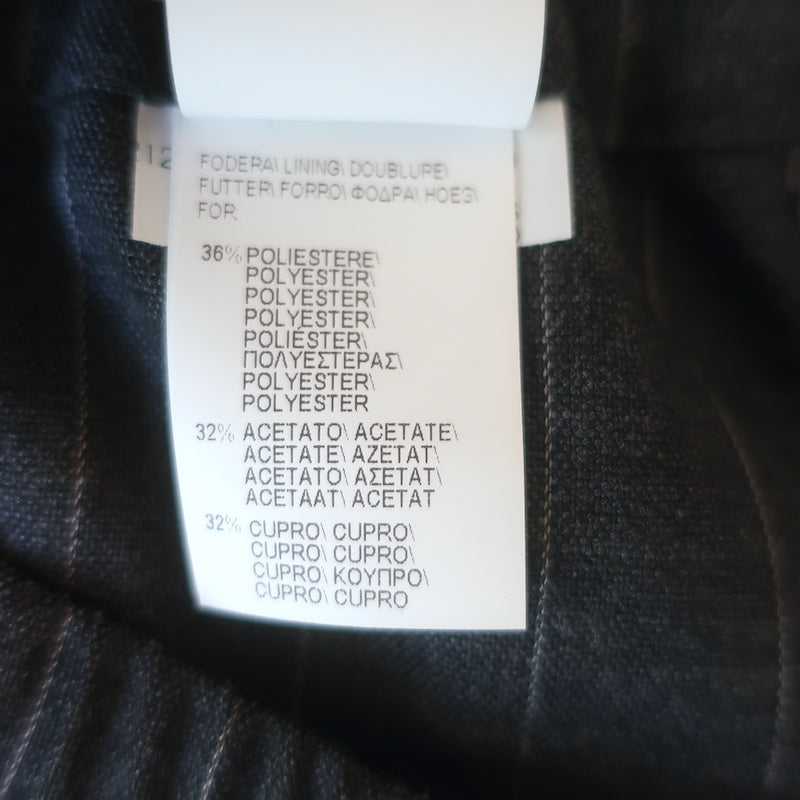 FODERA\ LINING\ DOUBLURE\
FUTTER\ FORRO\ ΦΟΔΡΑ\ HOES\
FOR
36% POLIESTERE\
POLYESTER\
POLYESTER\
POLYESTER\
POLIÉSTER\
ΠΟΛΥΕΣΤΕΡΑΣ\
POLYESTER\
POLYESTER
32% ACETATO\ ACETATE\
ACETATE\ AZETAT\
ACETATO\ ΑΣΕΤΑΤ\
ACETAAT\ ACETAT
32% CUPRO\ CUPRO\
CUPRO\ CUPRO\
CUPRO\ ΚΟΥΠΡΟ\
CUPRO\ CUPRO